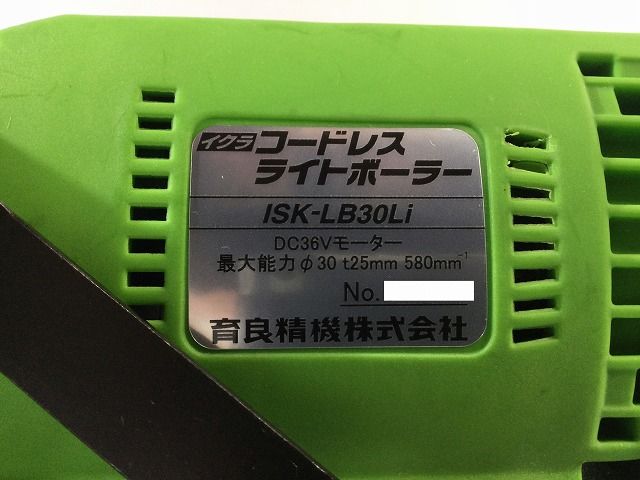 イクラ コードレス
ライトボーラー
ISK-LB30Li
DC36Vモーター
最大能力φ30 t25mm 580mm⁻¹
No.
育良精機株式会社